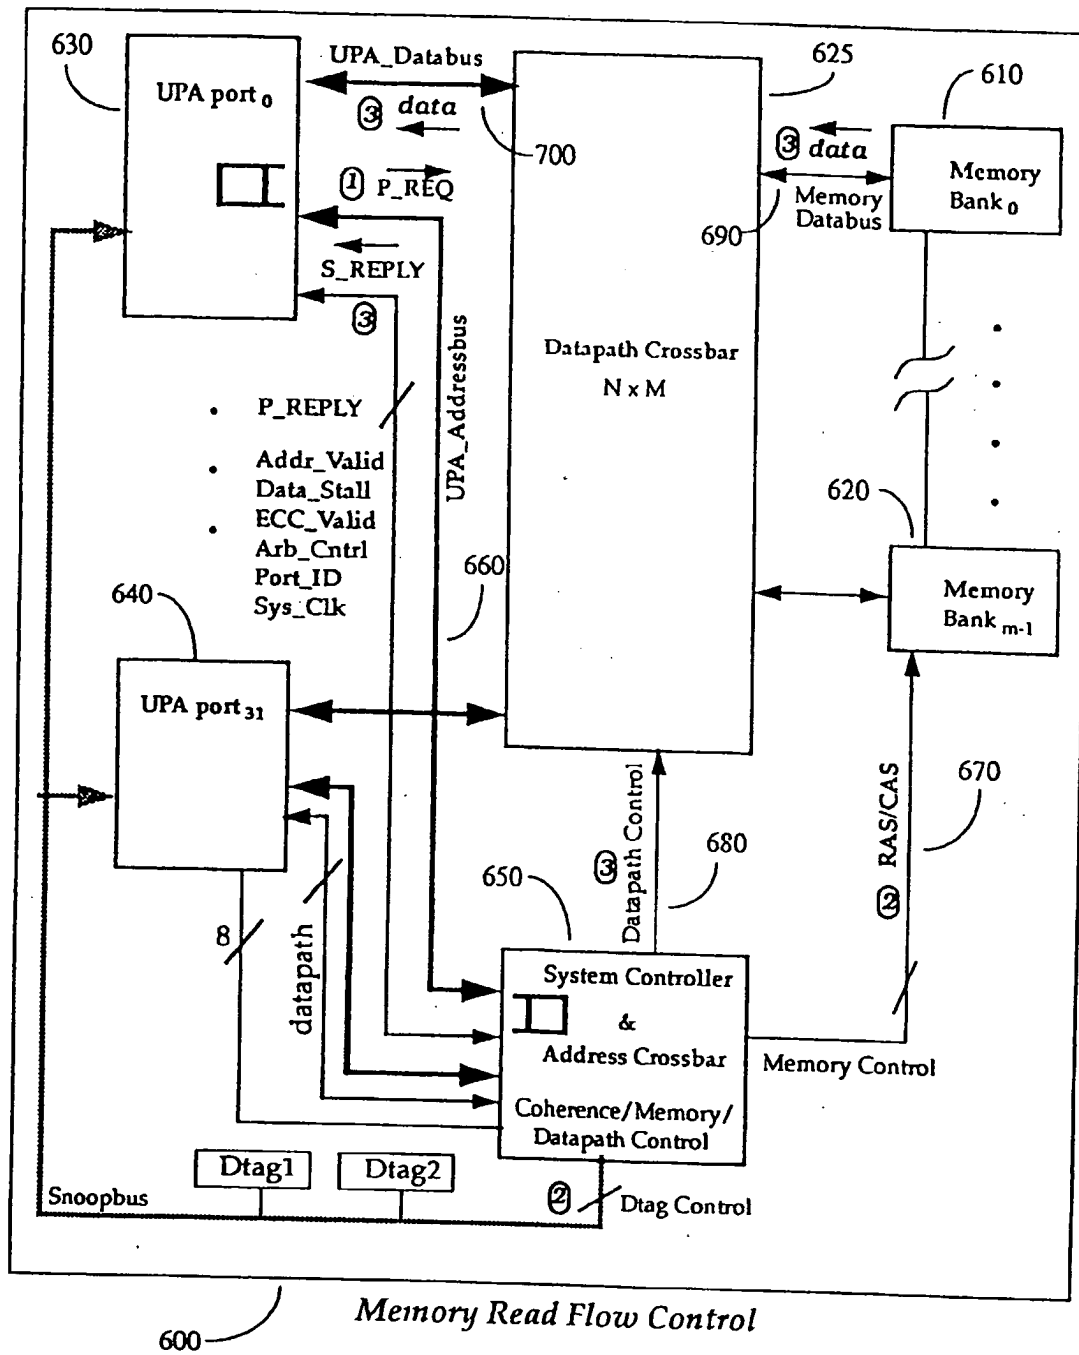 630
UPA_Databus
625
610
UPA port 0
3 data
700
3 data
Memory
Bank 0
1 P_REQ
Memory
Databus
690
S_REPLY
3
UPA_Addressbus
Datapath Crossbar
N x M
P_REPLY
Addr_Valid
Data_Stall
ECC_Valid
Arb_Cntrl
Port_ID
Sys_Clk
620
660
640
Memory
Bank m-1
UPA port 31
3 Datapath Control
680
2 RAS/CAS
670
650
8
datapath
System Controller
&
Address Crossbar
Memory Control
Coherence/Memory/
Datapath Control
Dtag1
Dtag2
Snoopbus
2
Dtag Control
Memory Read Flow Control
600